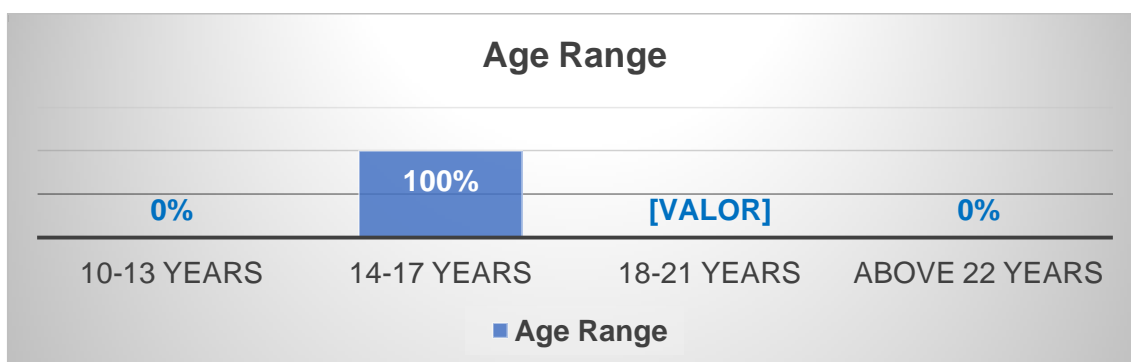 Age Range
100%
0% [VALOR] 0%
10-13 YEARS 14-17 YEARS 18-21 YEARS ABOVE 22 YEARS
Age Range